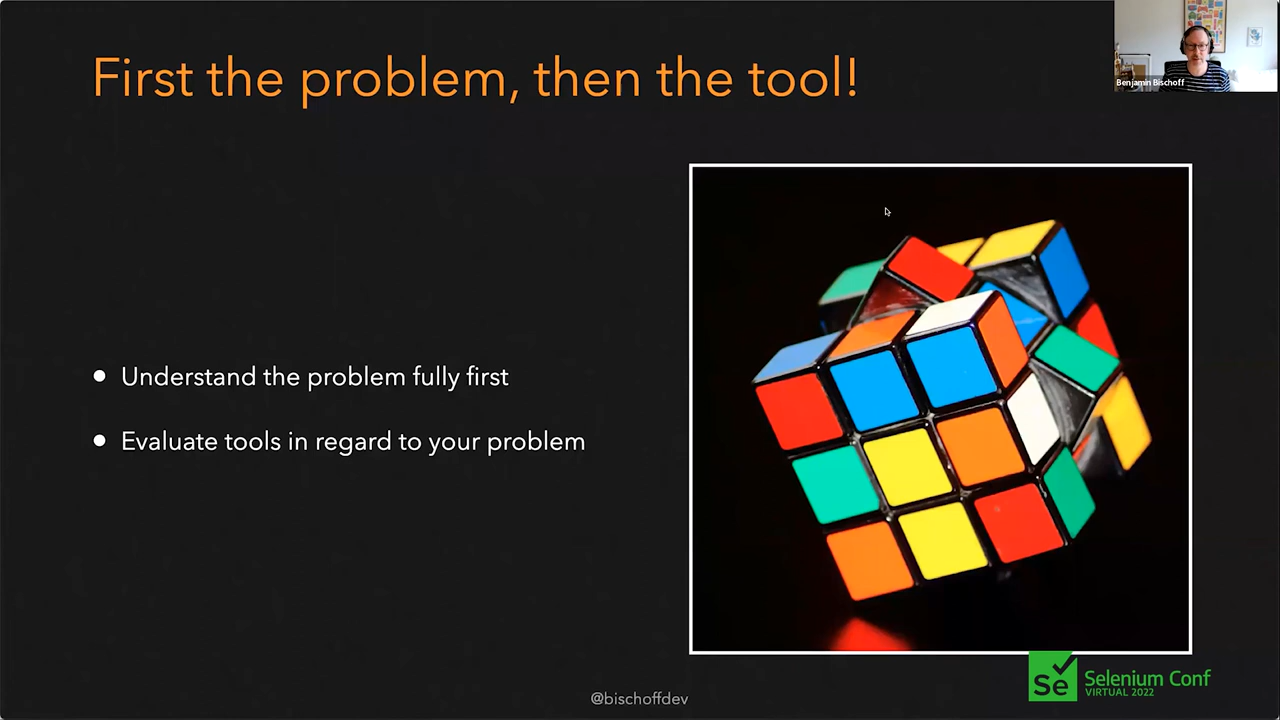 First the problem, then the tool!
Benjamin Bischoff
Understand the problem fully first
Evaluate tools in regard to your problem
@bischoffdev
Se
Selenium Conf
VIRTUAL 2022